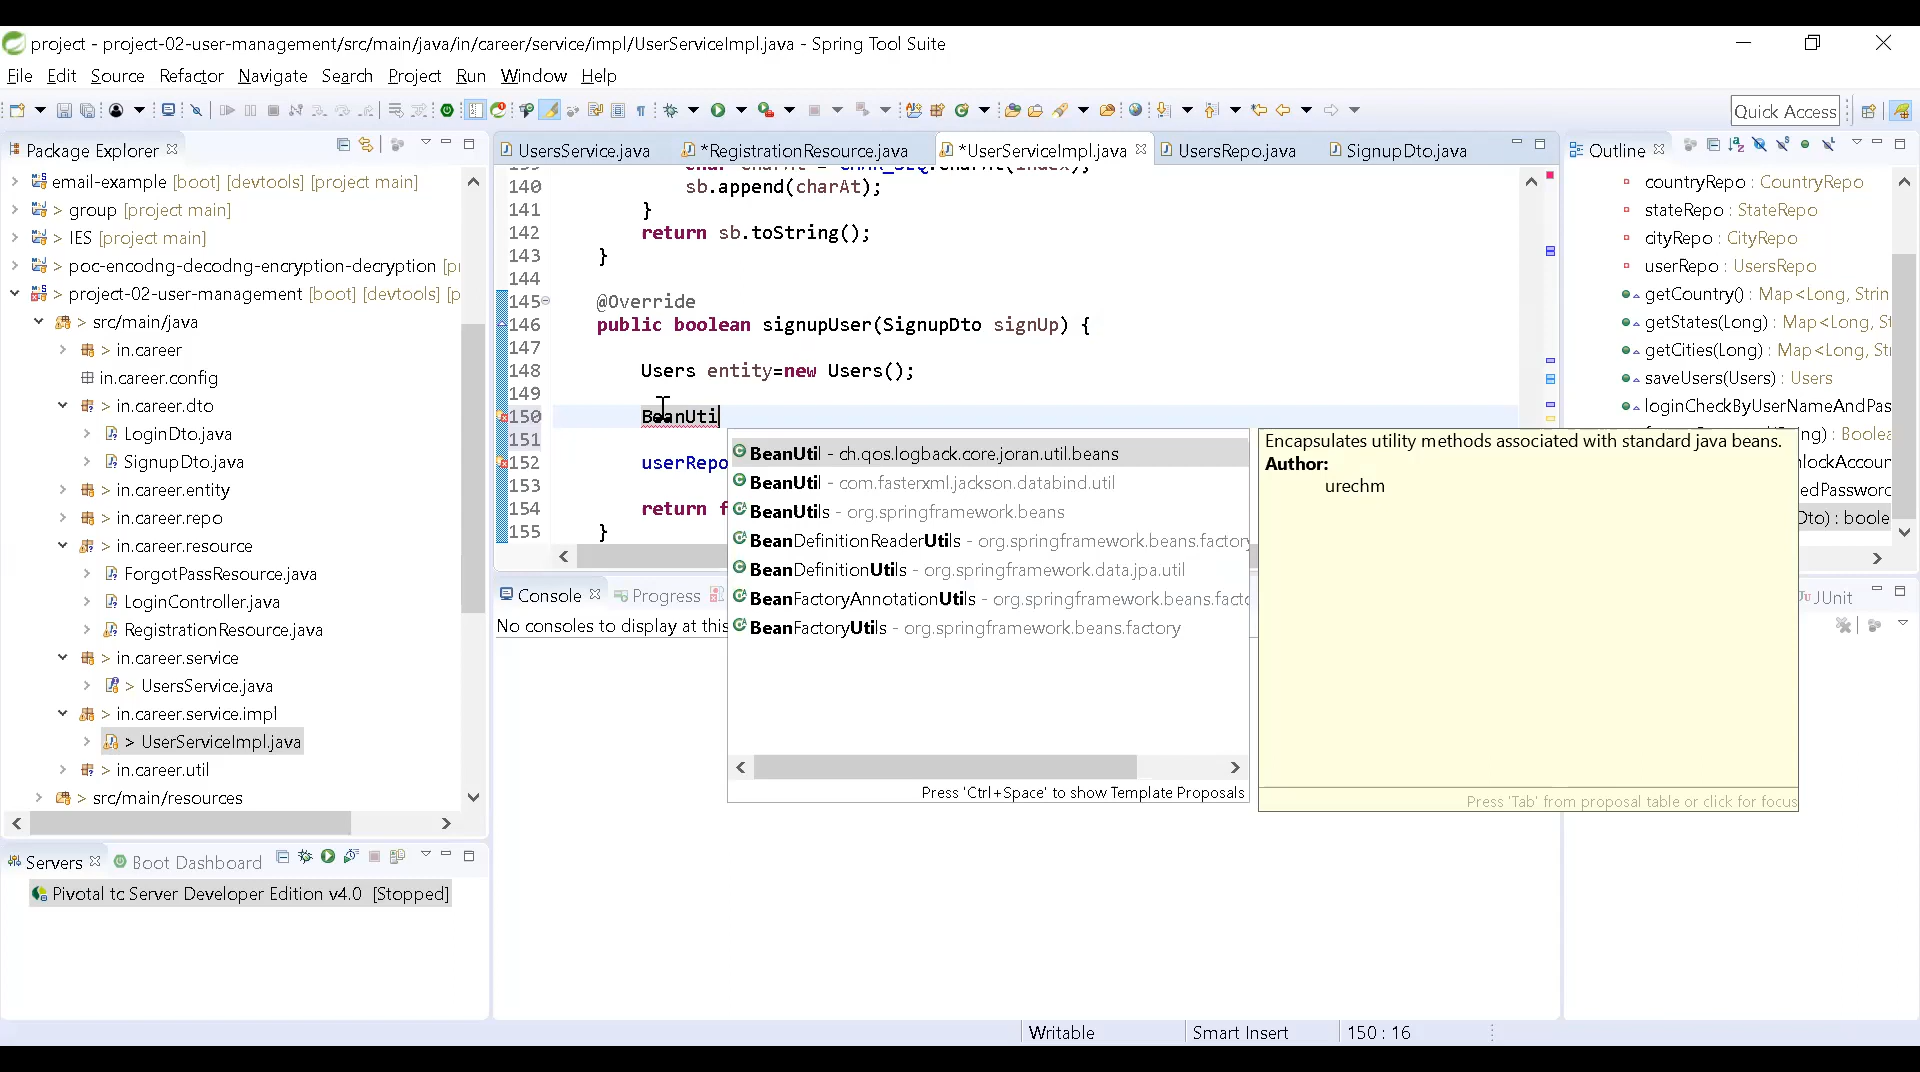 project - project-02-user-management/src/main/java/in/career/service/impl/UserServiceImpl.java - Spring Tool Suite
File Edit Source Refactor Navigate Search Project Run Window Help
Quick Access
Package Explorer
email-example [boot] [devtools] [project main]
> group [project main]
> IES [project main]
> poc-encodng-decodng-encryption-decryption [p
> project-02-user-management [boot] [devtools] [p
> src/main/java
> in.career
in.career.config
> in.career.dto
LoginDto.java
SignupDto.java
> in.career.entity
> in.career.repo
> in.career.resource
ForgotPassResource.java
LoginController.java
RegistrationResource.java
> in.career.service
> UsersService.java
> in.career.service.impl
> UserServiceImpl.java
> in.career.util
> src/main/resources
Servers Boot Dashboard
Pivotal tc Server Developer Edition v4.0 [Stopped]
UsersService.java *RegistrationResource.java *UserServiceImpl.java UsersRepo.java SignupDto.java
140 sb.append(charAt);
141 }
142 return sb.toString();
143 }
144
145 @Override
146 public boolean signupUser(SignupDto signUp) {
147
148 Users entity=new Users();
149
150 BeanUti
151
152 userRepo
153
154 return f
155 }
BeanUtil - ch.qos.logback.core.joran.util.beans
BeanUtil - com.fasterxml.jackson.databind.util
BeanUtils - org.springframework.beans
BeanDefinitionReaderUtils - org.springframework.beans.factory
BeanDefinitionUtils - org.springframework.data.jpa.util
BeanFactoryAnnotationUtils - org.springframework.beans.facto
BeanFactoryUtils - org.springframework.beans.factory
Press 'Ctrl+Space' to show Template Proposals
Encapsulates utility methods associated with standard java beans.
Author:
urechm
Press 'Tab' from proposal table or click for focus
Console Progress
No consoles to display at this
JUnit
Outline
countryRepo : CountryRepo
stateRepo : StateRepo
cityRepo : CityRepo
userRepo : UsersRepo
getCountry() : Map<Long, Strin
getStates(Long) : Map<Long, St
getCities(Long) : Map<Long, Stri
saveUsers(Users) : Users
loginCheckByUserNameAndPas
ng) : Boolea
nlockAccoun
edPassword
Dto) : boole
Writable Smart Insert 150 : 16